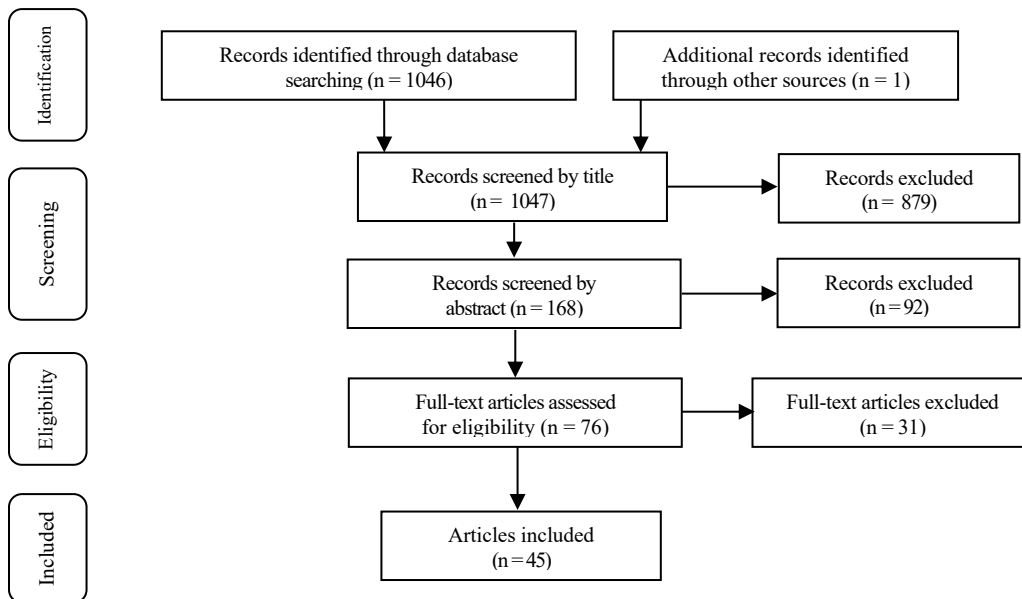 Identification
Records identified through database
searching (n = 1046)
Additional records identified
through other sources (n = 1)
Screening
Records screened by title
(n = 1047)
Records excluded
(n = 879)
Records screened by
abstract (n = 168)
Records excluded
(n = 92)
Eligibility
Full-text articles assessed
for eligibility (n = 76)
Full-text articles excluded
(n = 31)
Included
Articles included
(n = 45)